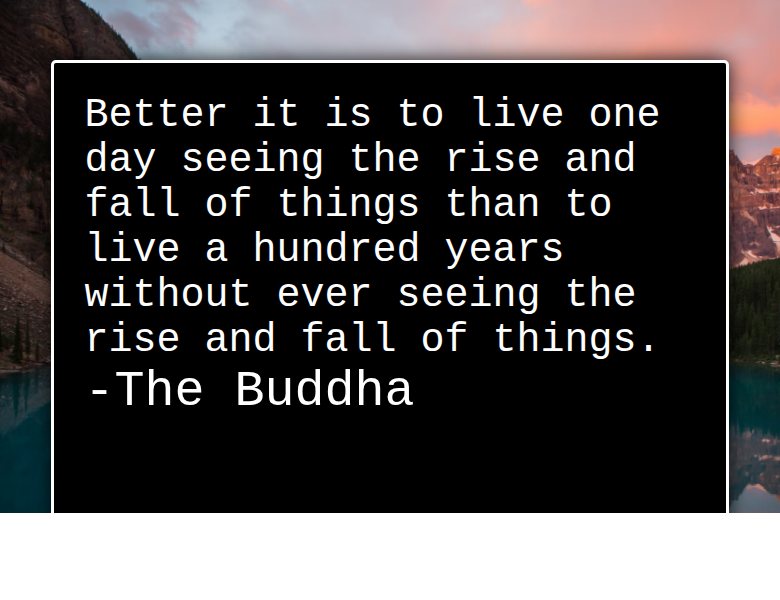 Better it is to live one
day seeing the rise and
fall of things than to
live a hundred years
without ever seeing the
rise and fall of things.
-The Buddha